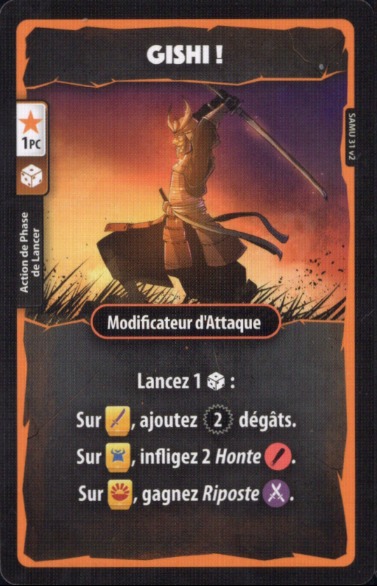 GISHI !
1PC
Action de Phase
de Lancer
SAMU 31 v2
Modificateur d'Attaque
Lancez 1 :
Sur , ajoutez 2 dégâts.
Sur , infligez 2 Honte .
Sur , gagnez Riposte .